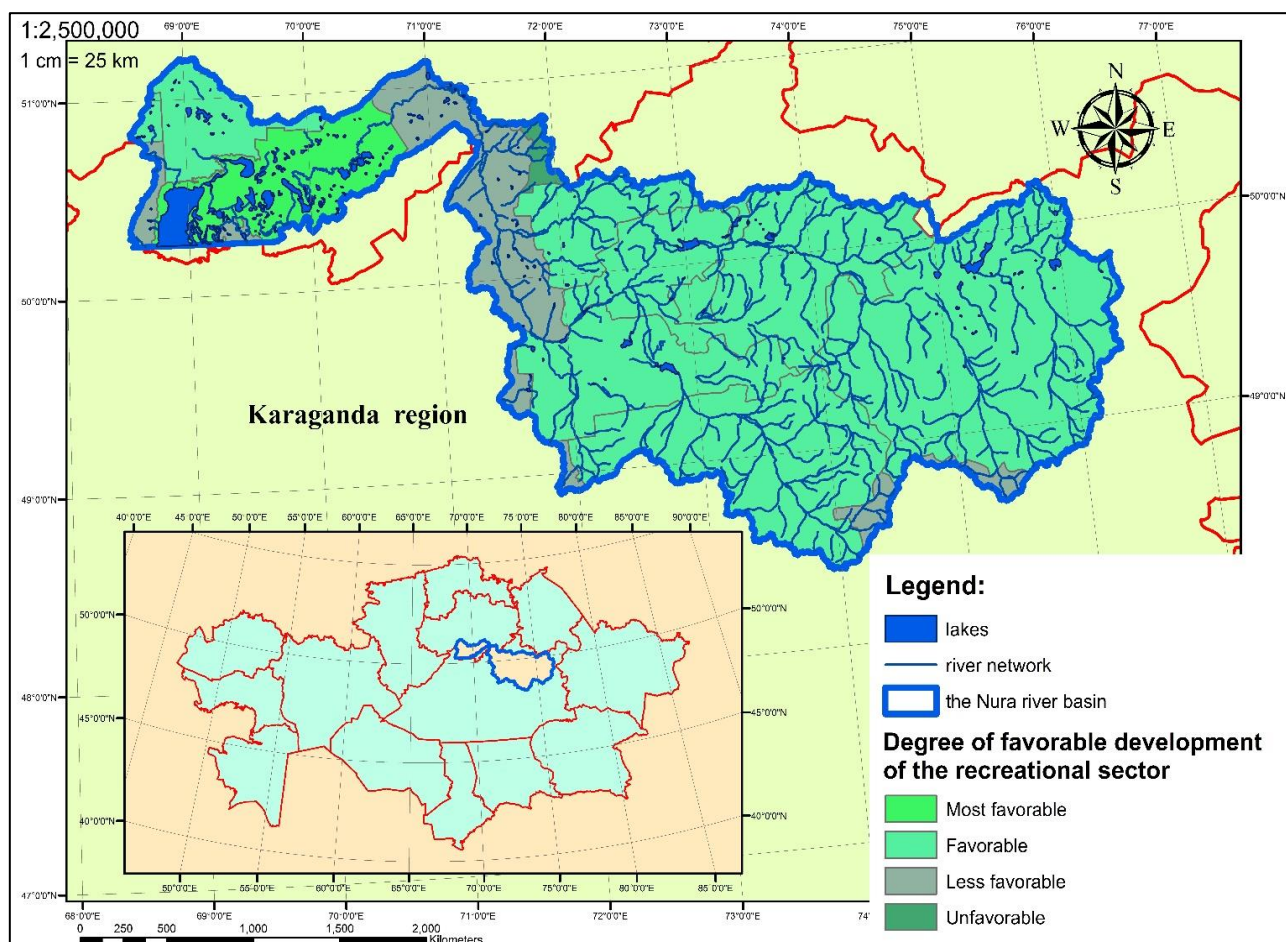 1:2,500,000
1 cm = 25 km
69°0'0"E 70°0'0"E 71°0'0"E 72°0'0"E 73°0'0"E 74°0'0"E 75°0'0"E 76°0'0"E 77°0'0"E
N
W E
S
51°0'0"N
50°0'0"N
50°0'0"N
49°0'0"N
Karaganda region
49°0'0"N
40°0'0"E 45°0'0"E 50°0'0"E 55°0'0"E 60°0'0"E 65°0'0"E 70°0'0"E 75°0'0"E 80°0'0"E 85°0'0"E 90°0'0"E
50°0'0"N
50°0'0"N
48°0'0"N
45°0'0"N
45°0'0"N
40°0'0"N
40°0'0"N
50°0'0"E 55°0'0"E 60°0'0"E 65°0'0"E 70°0'0"E 75°0'0"E 80°0'0"E 85°0'0"E
47°0'0"N
68°0'0"E 69°0'0"E 70°0'0"E 71°0'0"E 72°0'0"E 73°0'0"E 74°
0 250 500 1,000 1,500 2,000
Kilometers
Legend:
lakes
river network
the Nura river basin
Degree of favorable development
of the recreational sector
Most favorable
Favorable
Less favorable
Unfavorable